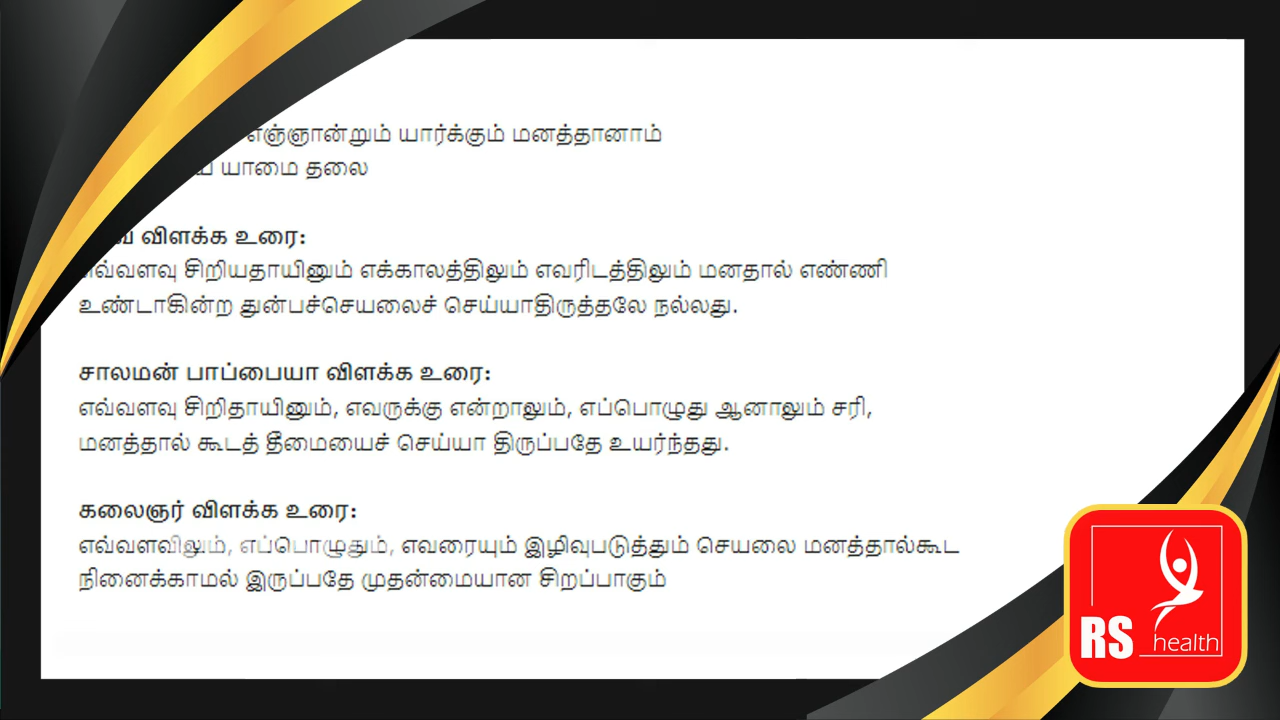 எஞ்ஞான்றும் யார்க்கும் மனத்தானாம்
யாமை தலை
விளக்க உரை:
எவ்வளவு சிறியதாயினும் எக்காலத்திலும் எவரிடத்திலும் மனதால் எண்ணி
உண்டாகின்ற துன்பச்செயலைச் செய்யாதிருத்தலே நல்லது.
சாலமன் பாப்பையா விளக்க உரை:
எவ்வளவு சிறிதாயினும், எவருக்கு என்றாலும், எப்பொழுது ஆனாலும் சரி,
மனத்தால் கூடத் தீமையைச் செய்யா திருப்பதே உயர்ந்தது.
கலைஞர் விளக்க உரை:
எவ்வளவிலும், எப்பொழுதும், எவரையும் இழிவுபடுத்தும் செயலை மனத்தால்கூட
நினைக்காமல் இருப்பதே முதன்மையான சிறப்பாகும்
RS health